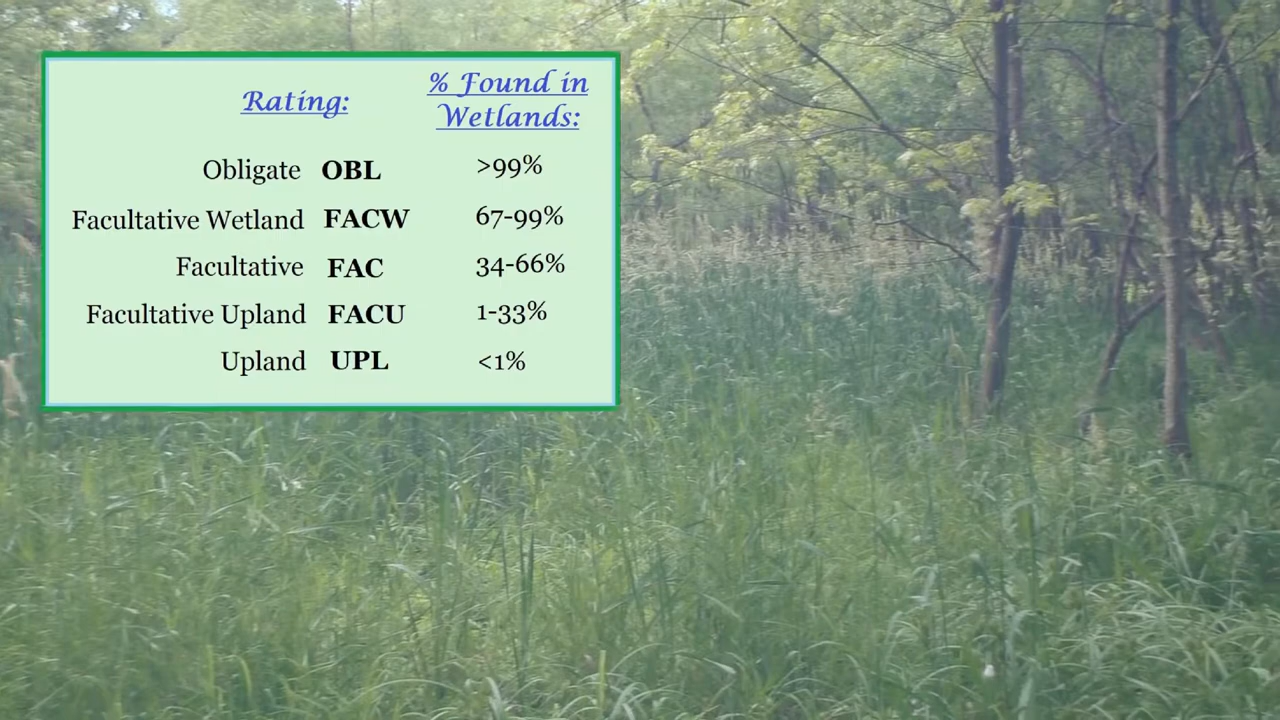 Rating: % Found in
Wetlands:
Obligate OBL >99%
Facultative Wetland FACW 67-99%
Facultative FAC 34-66%
Facultative Upland FACU 1-33%
Upland UPL <1%